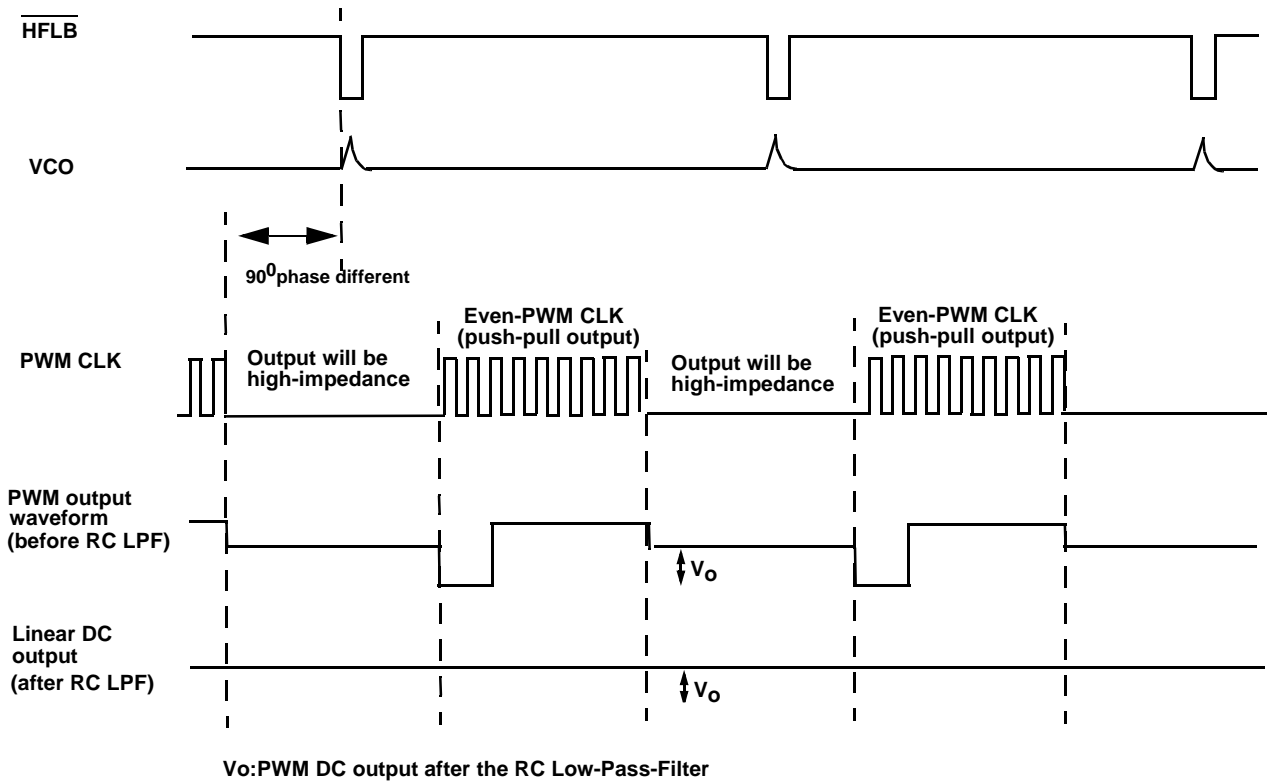 HFLB
VCO
90⁰phase different
Even-PWM CLK
(push-pull output)
Even-PWM CLK
(push-pull output)
PWM CLK
Output will be
high-impedance
Output will be
high-impedance
PWM output
waveform
(before RC LPF)
Vo
Linear DC
output
(after RC LPF)
Vo
Vo:PWM DC output after the RC Low-Pass-Filter